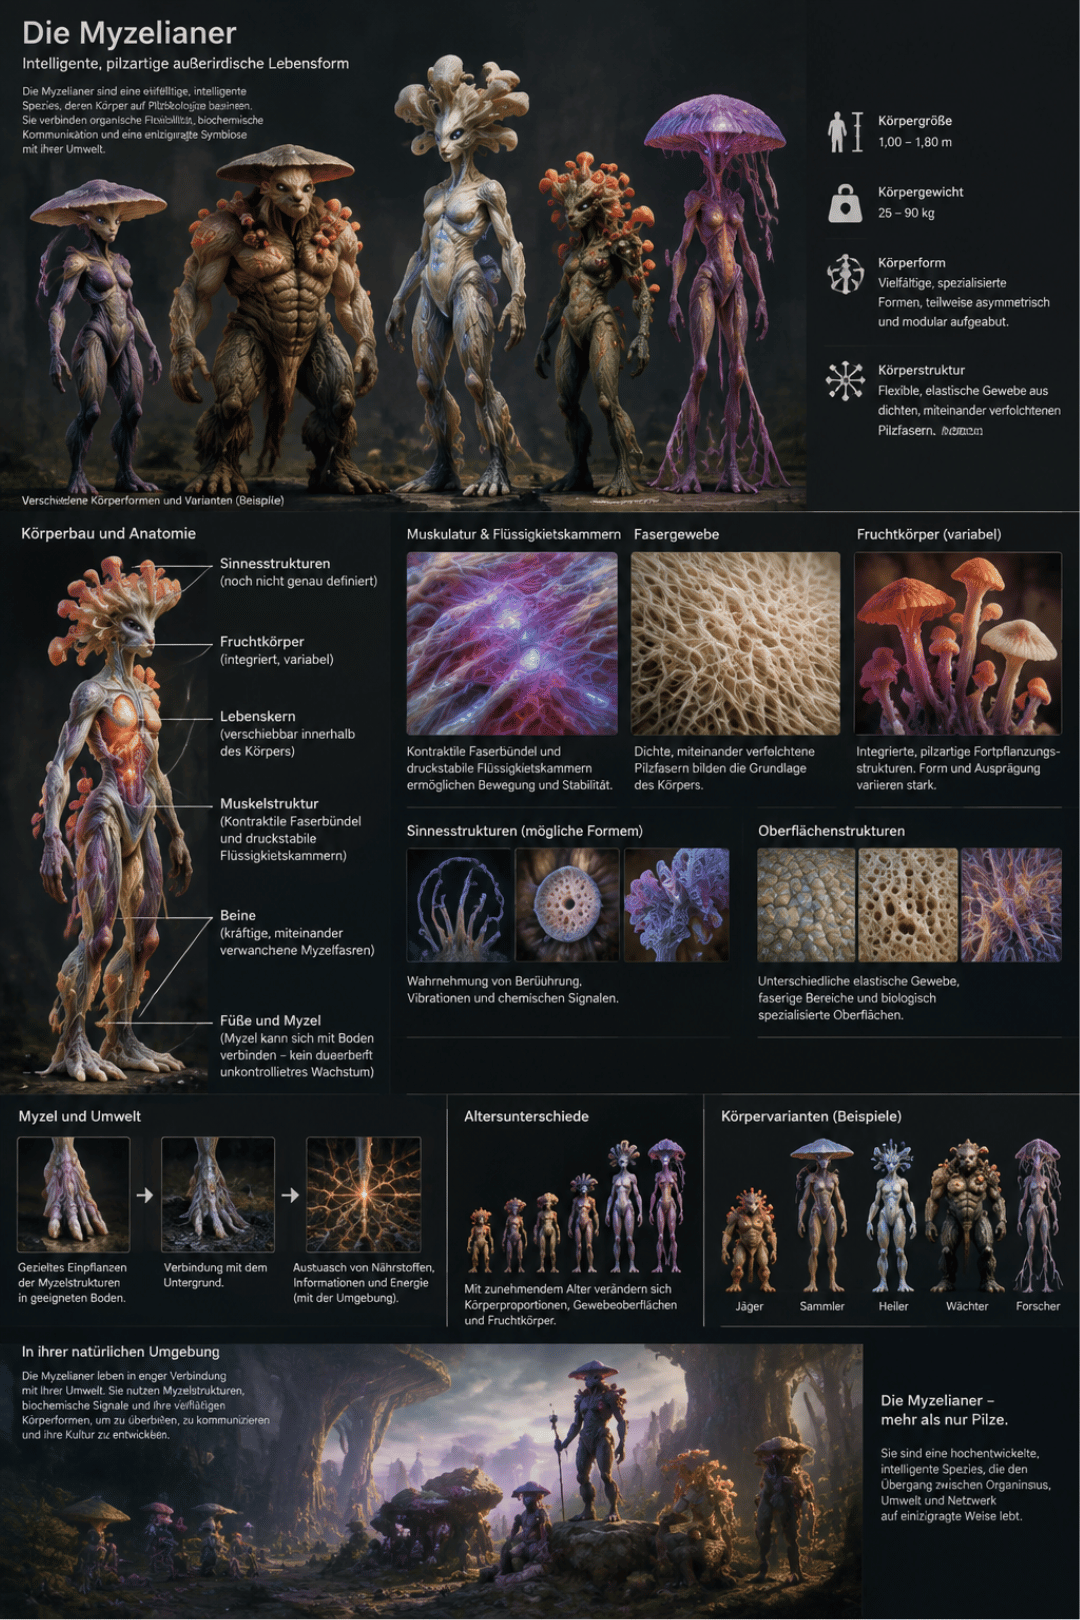 Die Myzelianer
Intelligente, pilzartige außerirdische Lebensform
Die Myzelianer sind eine intelligente
Spezies, deren Körper auf
Sie verbinden organische biochemische
Kommunikation und eine Symbiose
mit ihrer Umwelt.
Körpergröße
1,00 – 1,80 m
Körpergewicht
25 – 90 kg
Körperform
Vielfältige, spezialisierte
Formen, teilweise asymmetrisch
und modular aufgeabut.
Körperstruktur
Flexible, elastische Gewebe aus
dichten, miteinander verfolchtenen
Pilzfasern.
Körperformen und Varianten
Körperbau und Anatomie
Sinnesstrukturen
(noch nicht genau definiert)
Fruchtkörper
(integriert, variabel)
Lebenskern
(verschiebbar innerhalb
des Körpers)
Muskelstruktur
(Kontraktile Faserbündel
und druckstabile
Flüssigkietskammern)
Beine
(kräftige, miteinander
verwanchene Myzelfasren)
Füße und Myzel
(Myzel kann sich mit Boden
verbinden – kein dueerbeft
unkontrollietres Wachstum)
Muskulatur & Flüssigkietskammern
Kontraktile Faserbündel und
druckstabile Flüssigkietskammern
ermöglichen Bewegung und Stabilität.
Fasergewebe
Dichte, miteinander verfolchtene
Pilzfasern bilden die Grundlage
des Körpers.
Fruchtkörper (variabel)
Integrierte, pilzartige Fortpflanzungs-
strukturen. Form und Ausprägung
variieren stark.
Sinnesstrukturen (mögliche Formem)
Wahrnehmung von Berüührung,
Vibrationen und chemischen Signalen.
Oberflächenstrukturen
Unterschiedliche elastische Gewebe,
faserige Bereiche und biologisch
spezialisierte Oberflächen.
Myzel und Umwelt
Gezieltes Einpflanzen
der Myzelstrukturen
in geeigneten Boden.
Verbindung mit dem
Untergrund.
Austuasch von Nährstoffen,
Informationen und Energie
(mit der Umgebung).
Altersunterschiede
Mit zunehmendem Alter verändern sich
Körperproportionen, Gewebeoberflächen
und Fruchtkörper.
Körpervarianten (Beispiele)
Jäger
Sammler
Heiler
Wächter
Forscher
In ihrer natürlichen Umgebung
Die Myzelianer leben in enger Verbindung
mit Ihrer Umwelt. Sie nutzen Myzelstrukturen,
biochemische Signale und ihre
Körperformen, um zu zu kommunizieren
und ihre Kultur zu entwickeln.
Die Myzelianer –
mehr als nur Pilze.
Sie sind eine hochentwickelte,
intelligente Spezies, die den
Übergang zwischen
Umwelt und Netzwerk
auf einzigragte Weise lebt.